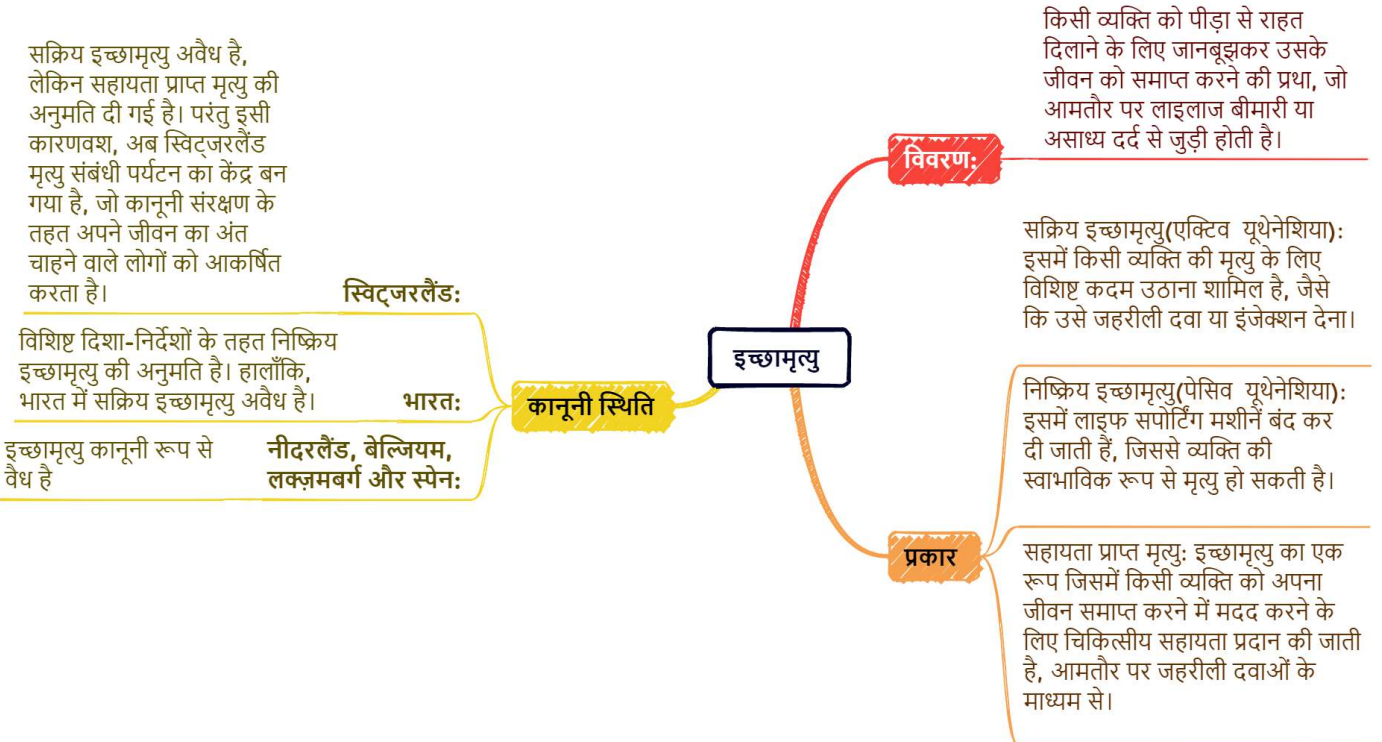 इच्छामृत्यु
विवरण:
किसी व्यक्ति को पीड़ा से राहत
दिलाने के लिए जानबूझकर उसके
जीवन को समाप्त करने की प्रथा, जो
आमतौर पर लाइलाज बीमारी या
असाध्य दर्द से जुड़ी होती है।
प्रकार
सक्रिय इच्छामृत्यु(एक्टिव यूथेनेशिया):
इसमें किसी व्यक्ति की मृत्यु के लिए
विशिष्ट कदम उठाना शामिल है, जैसे
कि उसे जहरीली दवा या इंजेक्शन देना।
निष्क्रिय इच्छामृत्यु(पेसिव यूथेनेशिया):
इसमें लाइफ सपोर्टिंग मशीनें बंद कर
दी जाती हैं, जिससे व्यक्ति की
स्वाभाविक रूप से मृत्यु हो सकती है।
सहायता प्राप्त मृत्यु: इच्छामृत्यु का एक
रूप जिसमें किसी व्यक्ति को अपना
जीवन समाप्त करने में मदद करने के
लिए चिकित्सीय सहायता प्रदान की जाती
है, आमतौर पर जहरीली दवाओं के
माध्यम से।
कानूनी स्थिति
स्विट्जरलैंड:
सक्रिय इच्छामृत्यु अवैध है,
लेकिन सहायता प्राप्त मृत्यु की
अनुमति दी गई है। परंतु इसी
कारणवश, अब स्विट्जरलैंड
मृत्यु संबंधी पर्यटन का केंद्र बन
गया है, जो कानूनी संरक्षण के
तहत अपने जीवन का अंत
चाहने वाले लोगों को आकर्षित
करता है।
भारत:
विशिष्ट दिशा-निर्देशों के तहत निष्क्रिय
इच्छामृत्यु की अनुमति है। हालाँकि,
भारत में सक्रिय इच्छामृत्यु अवैध है।
नीदरलैंड, बेल्जियम,
लक्ज़मबर्ग और स्पेन:
इच्छामृत्यु कानूनी रूप से
वैध है